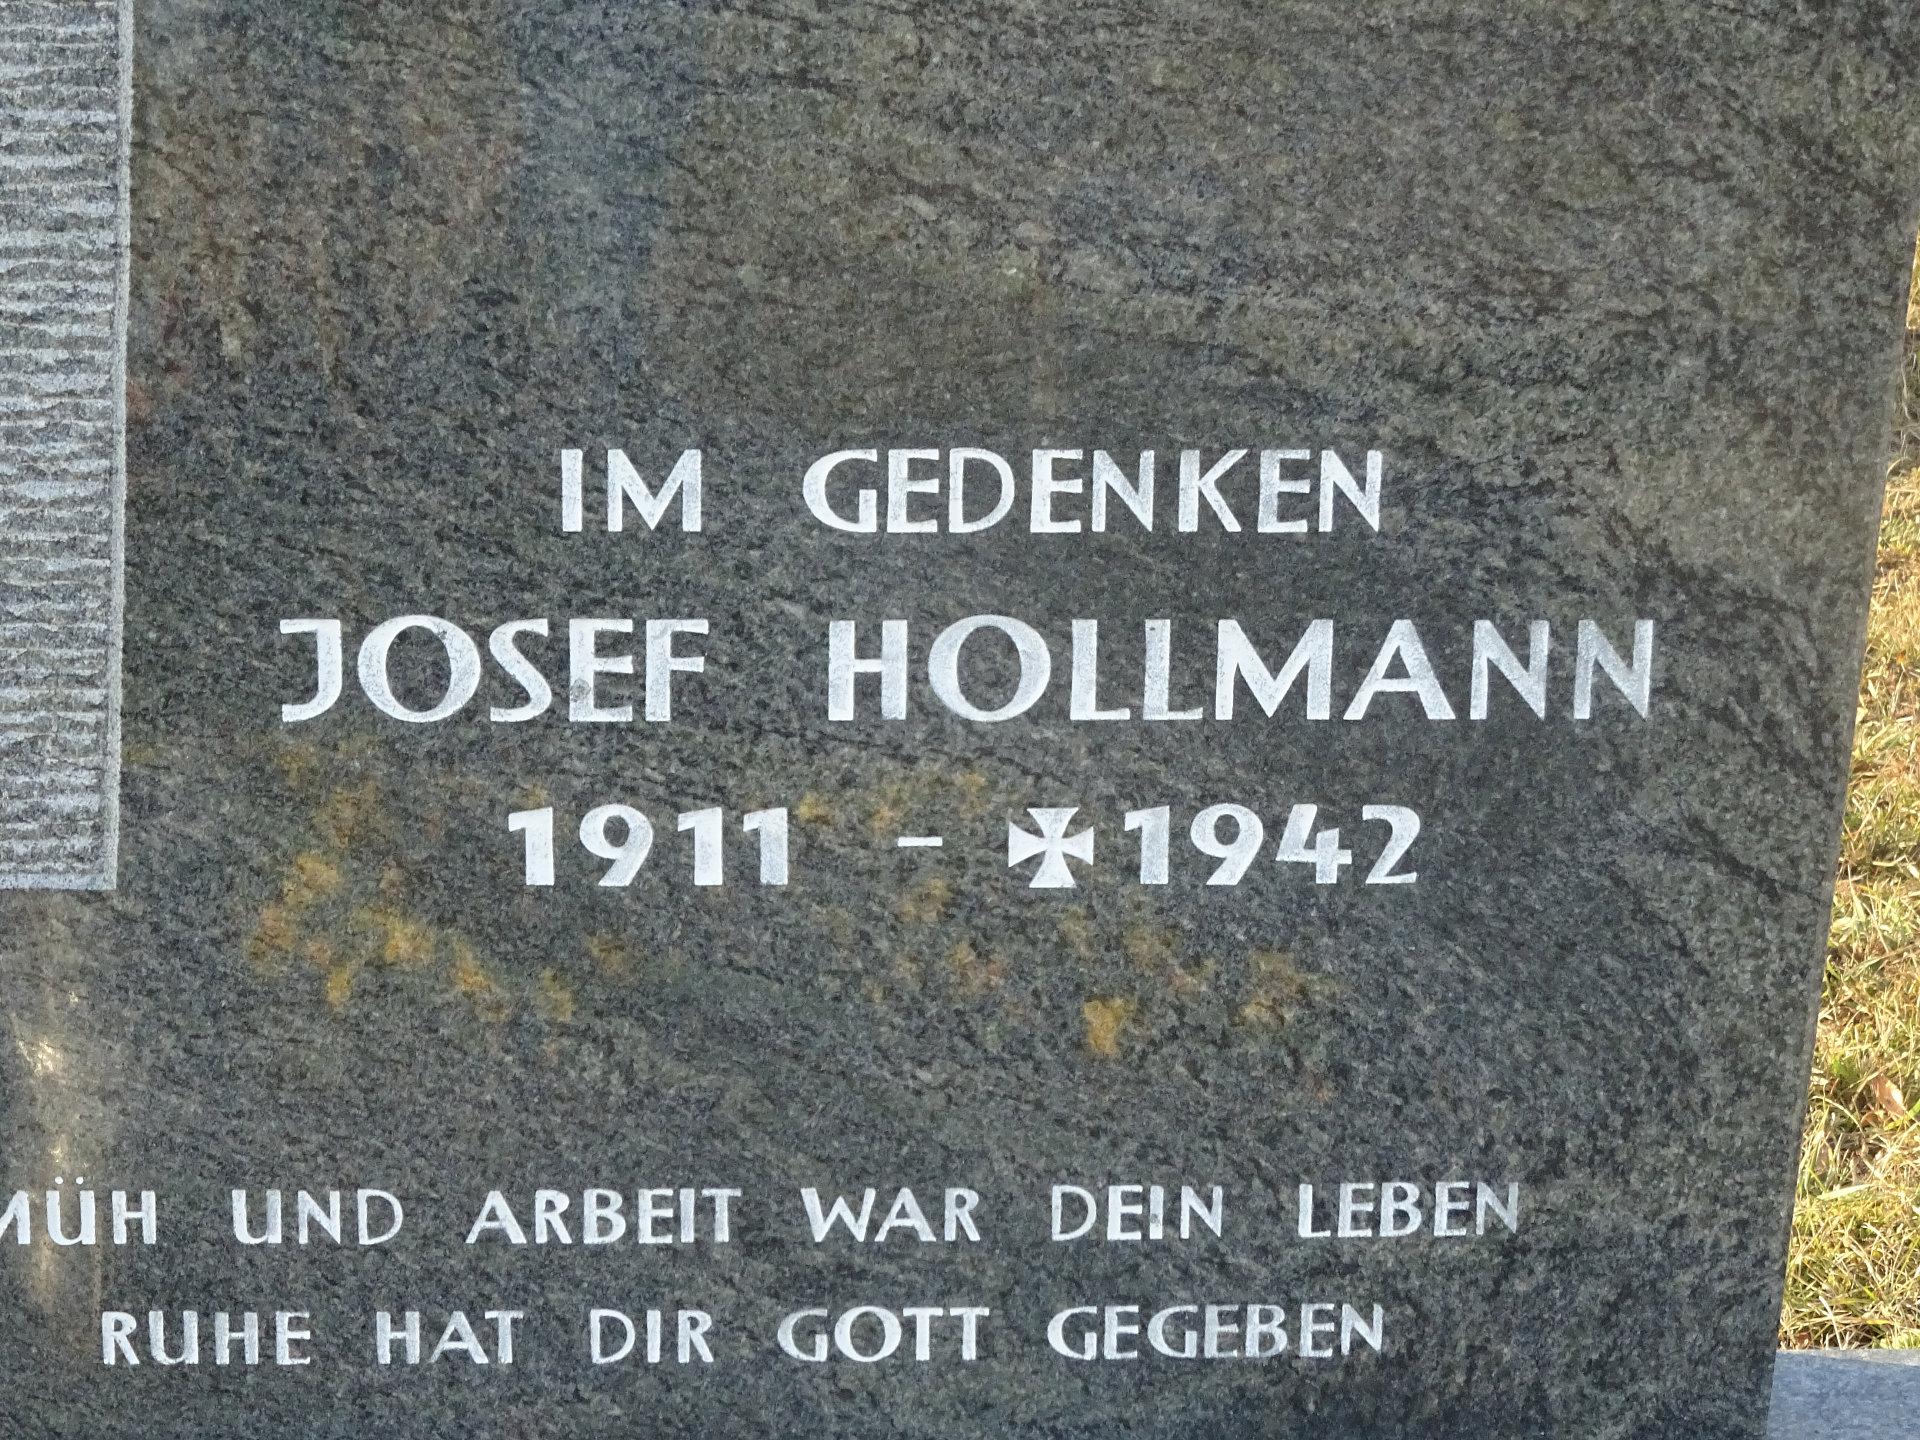 IM GEDENKEN
JOSEF HOLLMANN
1911 - ✠1942
MÜH UND ARBEIT WAR DEIN LEBEN
RUHE HAT DIR GOTT GEGEBEN